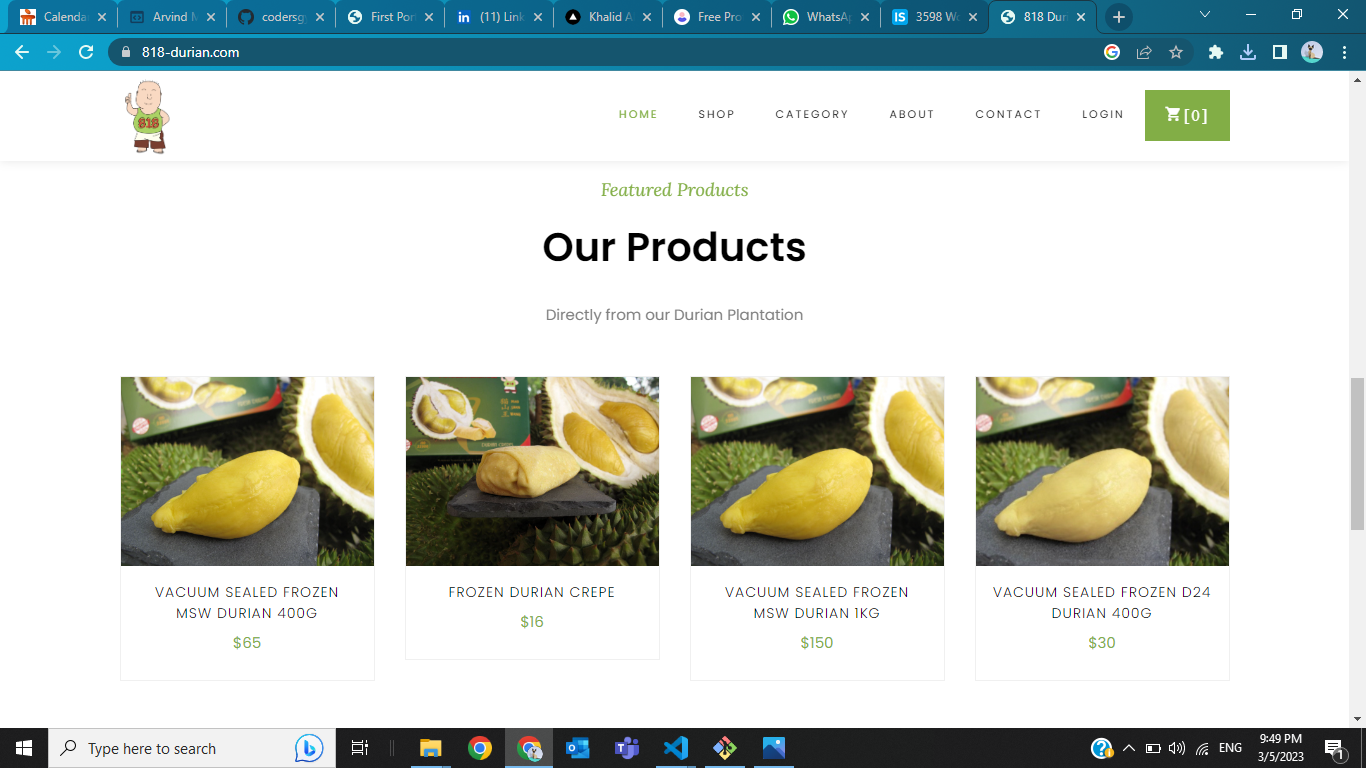 Calenda
Arvind M
codersg
First Por
(11) Link
Khalid A
Free Pro
WhatsAp
3598 Wo
818 Duri
818-durian.com
818
HOME
SHOP
CATEGORY
ABOUT
CONTACT
LOGIN
[0]
Featured Products
Our Products
Directly from our Durian Plantation
VACUUM SEALED FROZEN
MSW DURIAN 400G
$65
FROZEN DURIAN CREPE
$16
VACUUM SEALED FROZEN
MSW DURIAN 1KG
$150
VACUUM SEALED FROZEN D24
DURIAN 400G
$30
Type here to search
ENG
9:49 PM
3/5/2023
1